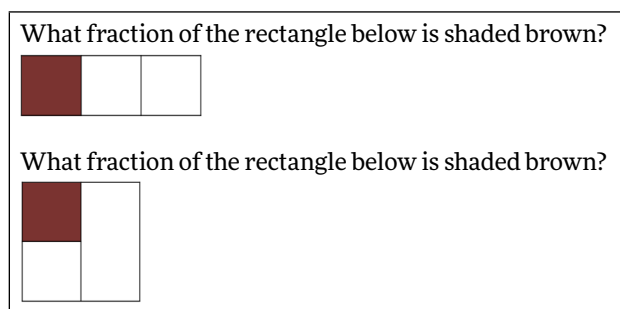 What fraction of the rectangle below is shaded brown?
What fraction of the rectangle below is shaded brown?